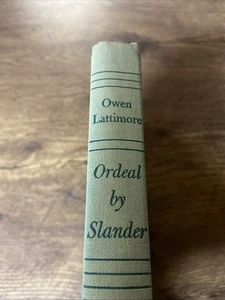 Owen
Lattimore
Ordeal
by
Slander